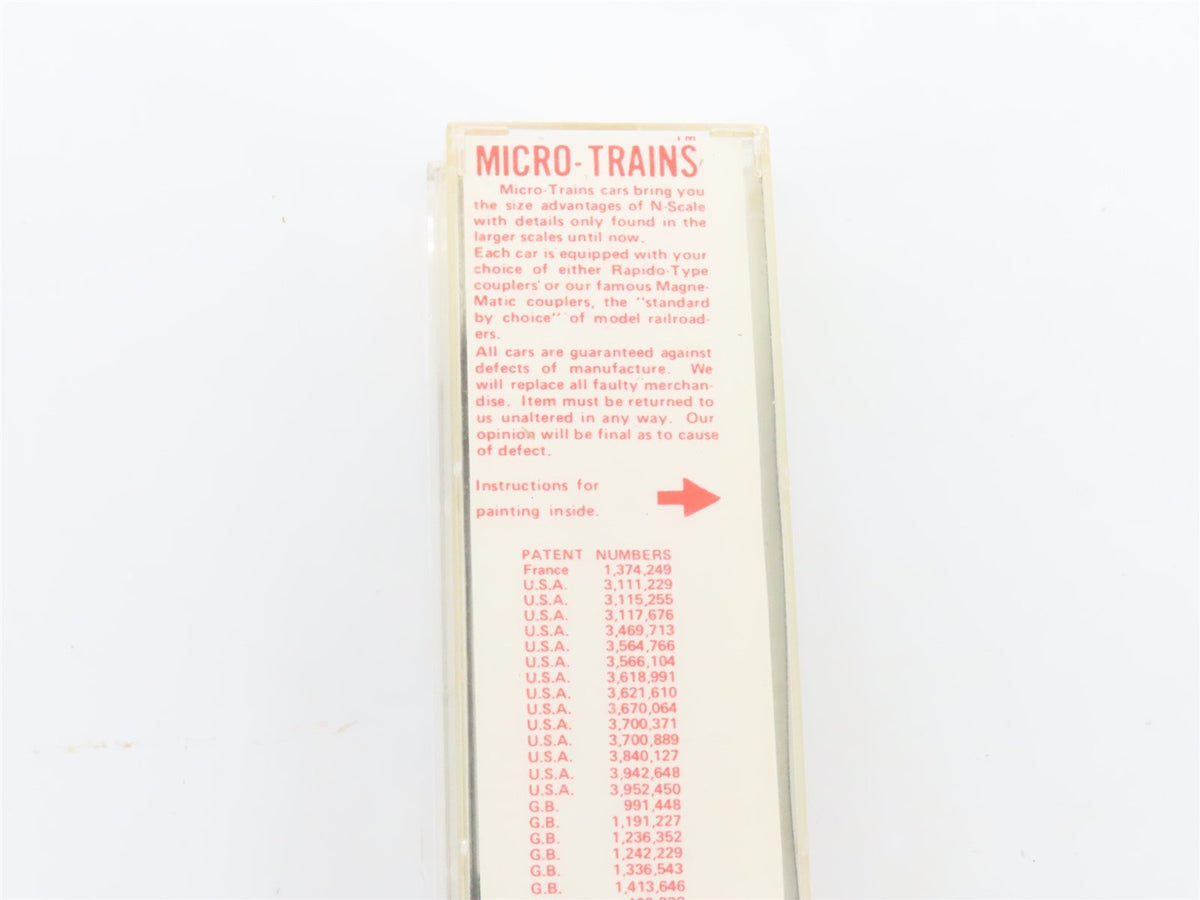 MICRO-TRAINS TM
Micro-Trains cars bring you
the size advantages of N-Scale
with details only found in the
larger scales until now.
Each car is equipped with your
choice of either Rapido-Type
couplers or our famous Magne-
Matic couplers, the "standard
by choice" of model railroad-
ers.
All cars are guaranteed against
defects of manufacture. We
will replace all faulty merchan-
dise. Item must be returned to
us unaltered in any way. Our
opinion will be final as to cause
of defect.
Instructions for
painting inside.
PATENT NUMBERS
France 1,374,249
U.S.A. 3,111,229
U.S.A. 3,115,255
U.S.A. 3,117,676
U.S.A. 3,469,713
U.S.A. 3,564,766
U.S.A. 3,566,104
U.S.A. 3,618,991
U.S.A. 3,621,610
U.S.A. 3,670,064
U.S.A. 3,700,371
U.S.A. 3,700,889
U.S.A. 3,840,127
U.S.A. 3,942,648
U.S.A. 3,952,450
G.B. 991,448
G.B. 1,191,227
G.B. 1,236,352
G.B. 1,242,229
G.B. 1,336,543
G.B. 1,413,646